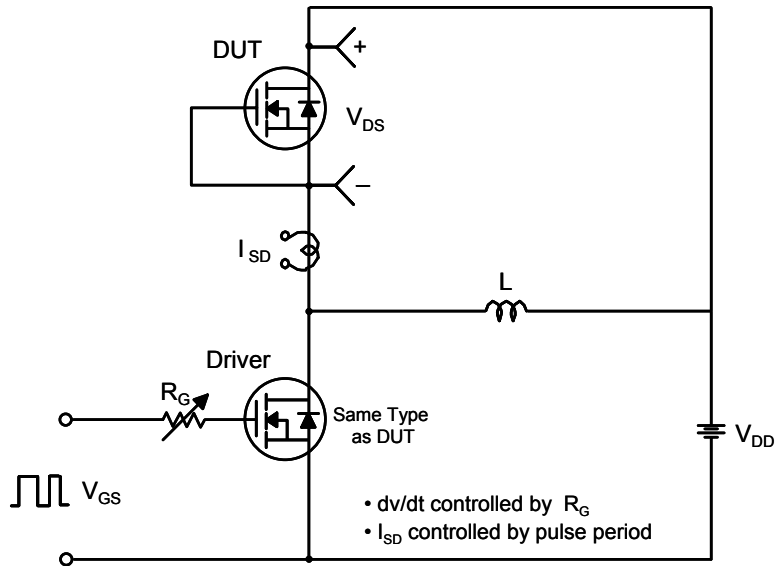 DUT
+
V_DS
–
I_SD
L
Driver
R_G
Same Type
as DUT
V_DD
V_GS
• dv/dt controlled by R_G
• I_SD controlled by pulse period